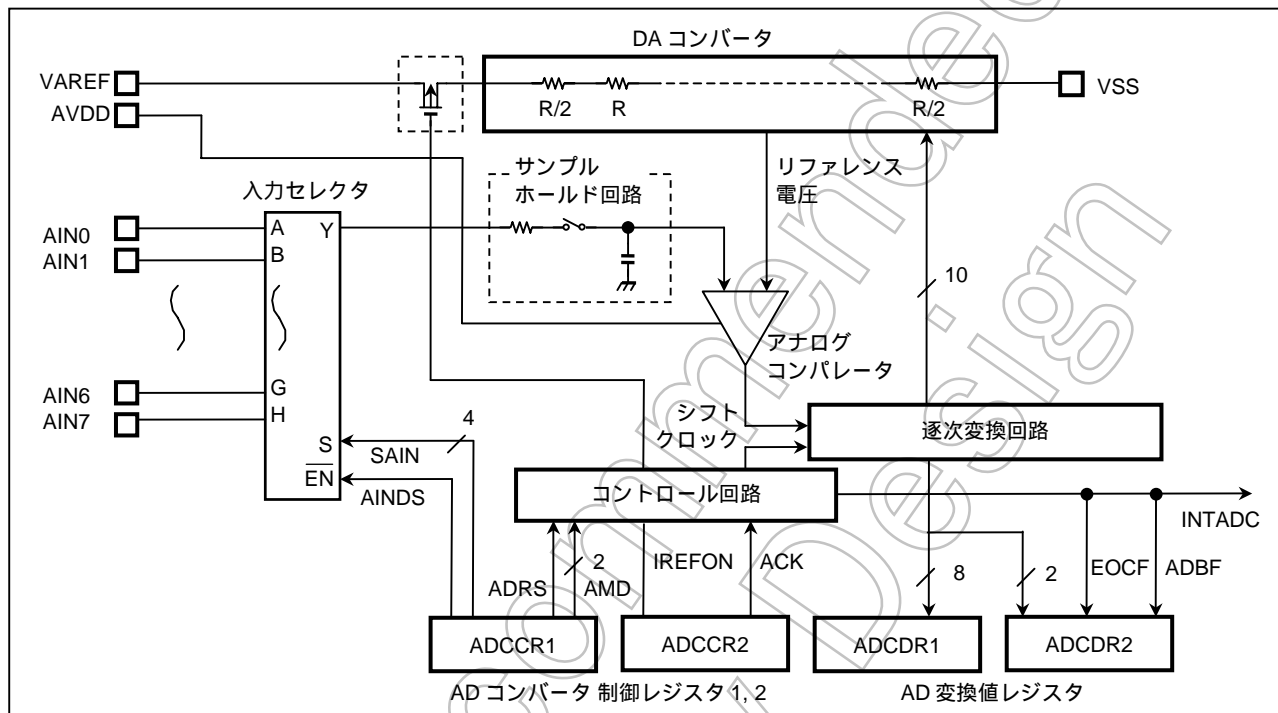 DA コンバータ
VAREF
AVDD
VSS
R/2
R
R/2
サンプル
ホールド回路
リファレンス
電圧
入力セレクタ
AIN0
AIN1
A
B
Y
10
アナログ
コンパレータ
AIN6
AIN7
G
H
S
EN
SAIN
4
AINDS
シフト
クロック
逐次変換回路
コントロール回路
INTADC
ADRS
2
AMD
IREFON
ACK
8
2
EOCF
ADBF
ADCCR1
ADCCR2
ADCDR1
ADCDR2
AD コンバータ 制御レジスタ 1, 2
AD 変換値レジスタ
commended
Design